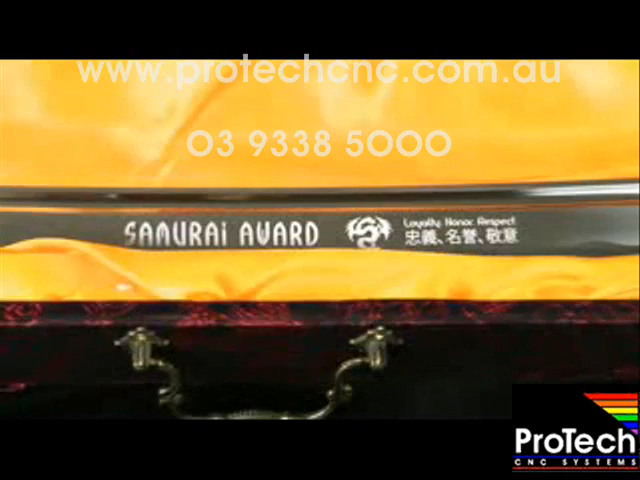 www.protechcnc.com.au
03 9338 5000
SAMURAi AWARD
Loyalty Honor Respect
忠義、名誉、敬意
ProTech
CNC SYSTEMS